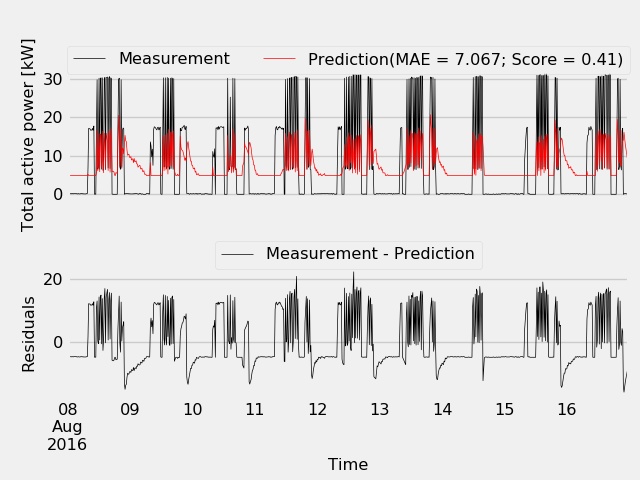 Measurement
Prediction(MAE = 7.067; Score = 0.41)
Total active power [kW]
30
20
10
0
Measurement - Prediction
Residuals
20
0
08 09 10 11 12 13 14 15 16
Aug
2016
Time